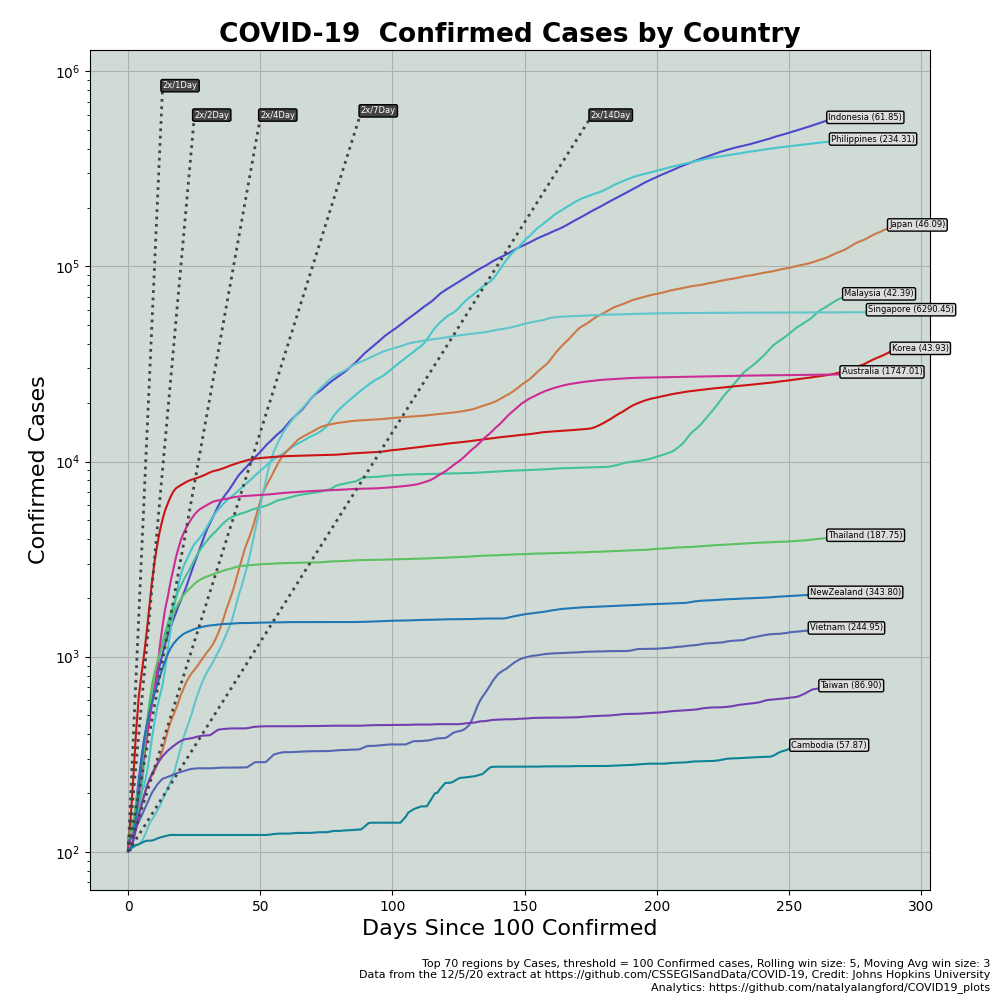 COVID-19  Confirmed Cases by Country
Confirmed Cases
10^6
10^5
10^4
10^3
10^2
2x/1Day
2x/2Day
2x/4Day
2x/7Day
2x/14Day
Indonesia (61.85)
Philippines (234.31)
Japan (46.09)
Malaysia (42.39)
Singapore (6290.45)
Korea (43.93)
Australia (1747.01)
Thailand (187.75)
NewZealand (343.80)
Vietnam (244.95)
Taiwan (86.90)
Cambodia (57.87)
0 50 100 150 200 250 300
Days Since 100 Confirmed
Top 70 regions by Cases, threshold = 100 Confirmed cases, Rolling win size: 5, Moving Avg win size: 3
Data from the 12/5/20 extract at https://github.com/CSSEGISandData/COVID-19, Credit: Johns Hopkins University
Analytics: https://github.com/natalyalangford/COVID19_plots